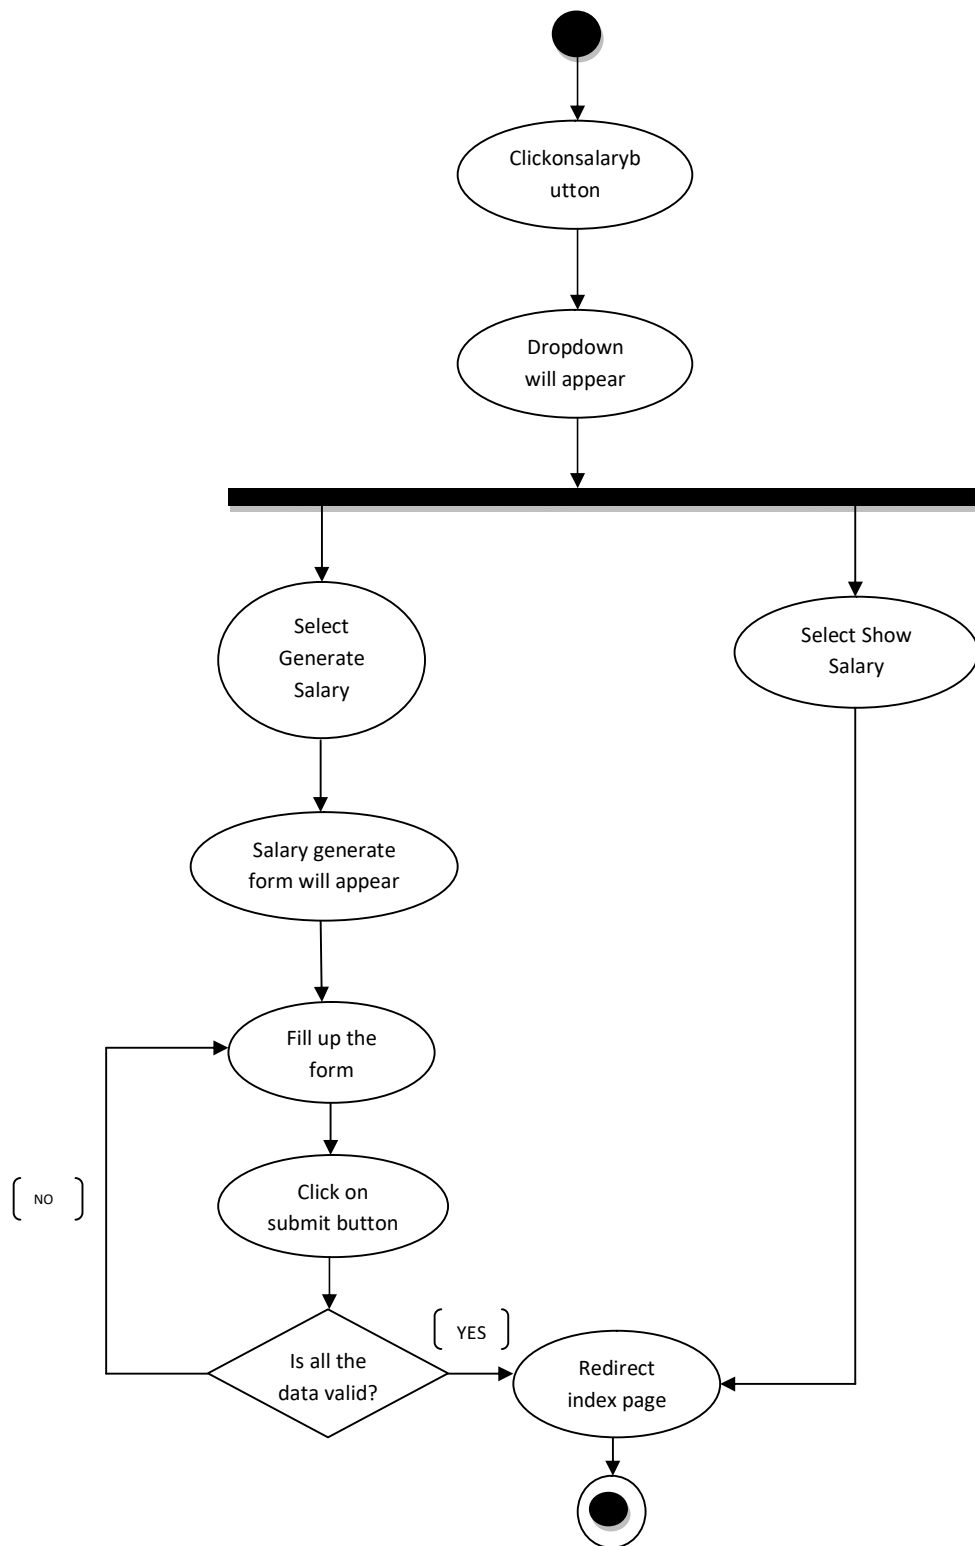 Clickonsalaryb
utton
Dropdown
will appear
Select
Generate
Salary
Select Show
Salary
Salary generate
form will appear
Fill up the
form
NO
Click on
submit button
YES
Is all the
data valid?
Redirect
index page